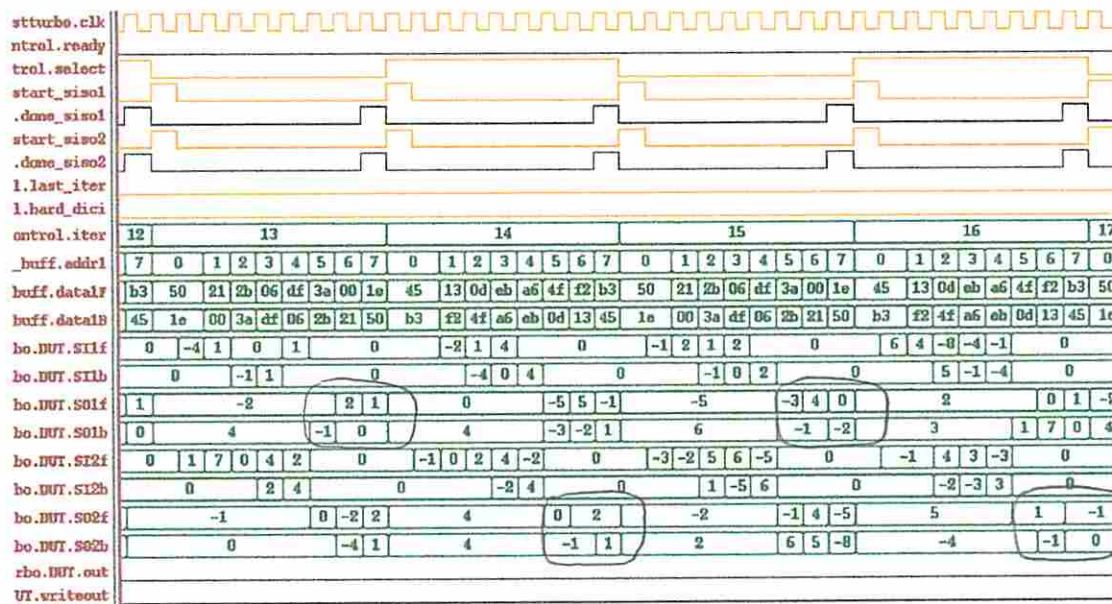 stturbo.clk
ntrol.ready
trol.select
start_siso1
.done_siso1
start_siso2
.done_siso2
l.last_iter
l.hard_dici
ontrol.iter 12 13 14 15 16 17
_buff.addr1 7 0 1 2 3 4 5 6 7 0 1 2 3 4 5 6 7 0 1 2 3 4 5 6 7 0 1 2 3 4 5 6 7 0
buff.data1F b3 50 21 2b 06 df 3a 00 1e 45 13 0d eb a6 4f f2 b3 50 21 2b 06 df 3a 00 1e 45 13 0d eb a6 4f f2 b3 50
buff.data1B 45 1e 00 3a df 06 2b 21 50 b3 f2 4f a6 eb 0d 13 45 1e 00 3a df 06 2b 21 50 b3 f2 4f a6 eb 0d 13 45 1e
bo.DUT.SI1f 0 -4 1 0 1 0 -2 1 4 0 -1 2 1 2 0 6 4 -8 -4 -1 0
bo.DUT.SI1b 0 -1 1 0 -4 0 4 0 -1 0 2 0 5 -1 -4 0
bo.DUT.SO1f 1 -2 2 1 0 -5 5 -1 -5 -3 4 0 2 0 1 -2
bo.DUT.SO1b 0 4 -1 0 4 -3 -2 1 6 -1 -2 3 1 7 0 4
bo.DUT.SI2f 0 1 7 0 4 2 0 -1 0 2 4 -2 0 -3 -2 5 6 -5 0 -1 4 3 -3 0
bo.DUT.SI2b 0 2 4 0 -2 4 0 1 -5 6 0 -2 -3 3 0
bo.DUT.SO2f -1 0 -2 2 4 0 2 -2 -1 4 -5 5 1 -1
bo.DUT.SO2b 0 -4 1 4 -1 1 2 6 5 -8 -4 -1 0
rbo.DUT.out
UT.writeout